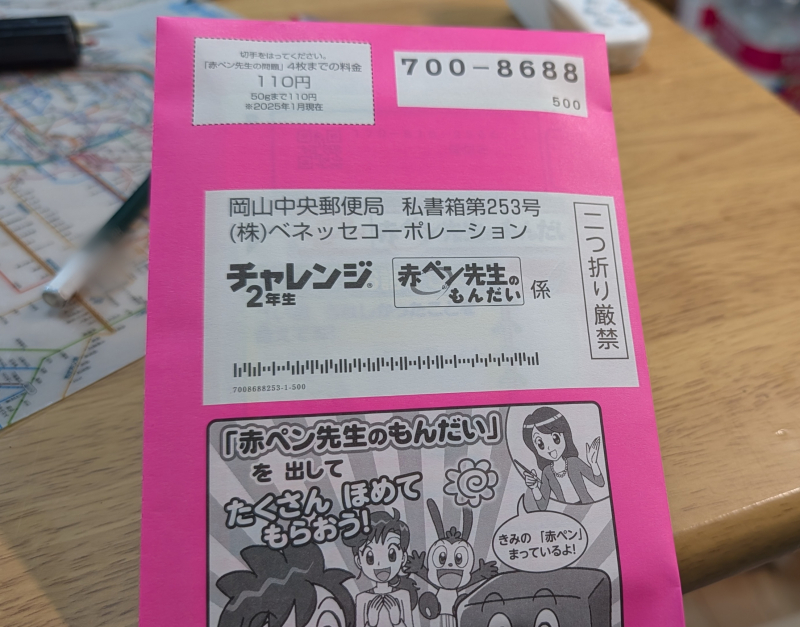 切手をはってください。
「赤ペン先生の問題」4枚までの料金
110円
50gまで110円
※2025年1月現在
700-8688
500
岡山中央郵便局 私書箱第253号
(株)ベネッセコーポレーション
チャレンジ®
2年生
赤ペン先生の
もんだい
係
二つ折り厳禁
7008688253-1-500
「赤ペン先生のもんだい」
を 出して
たくさん ほめて
もらおう!
きみの 「赤ペン」
まっているよ!